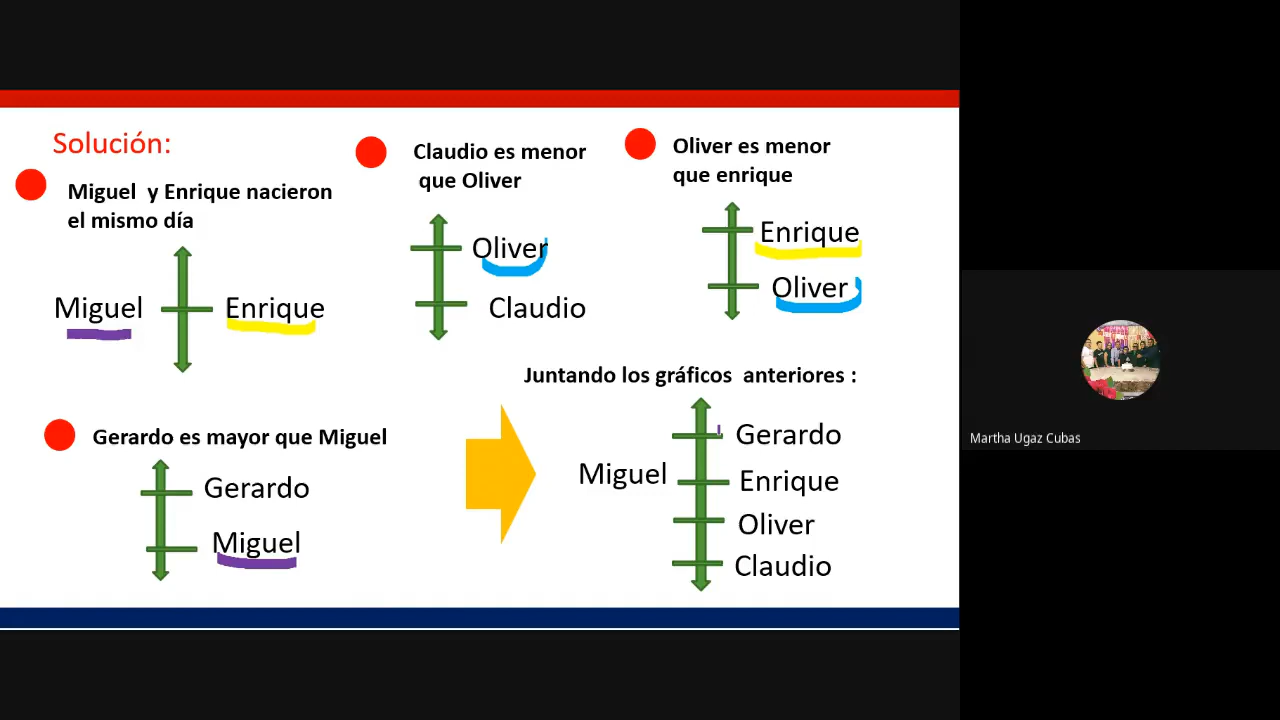 Solución:
Miguel y Enrique nacieron
el mismo día
Miguel
Enrique
Claudio es menor
que Oliver
Oliver
Claudio
Oliver es menor
que enrique
Enrique
Oliver
Gerardo es mayor que Miguel
Gerardo
Miguel
Juntando los gráficos anteriores :
Gerardo
Miguel
Enrique
Oliver
Claudio
Martha Ugaz Cubas